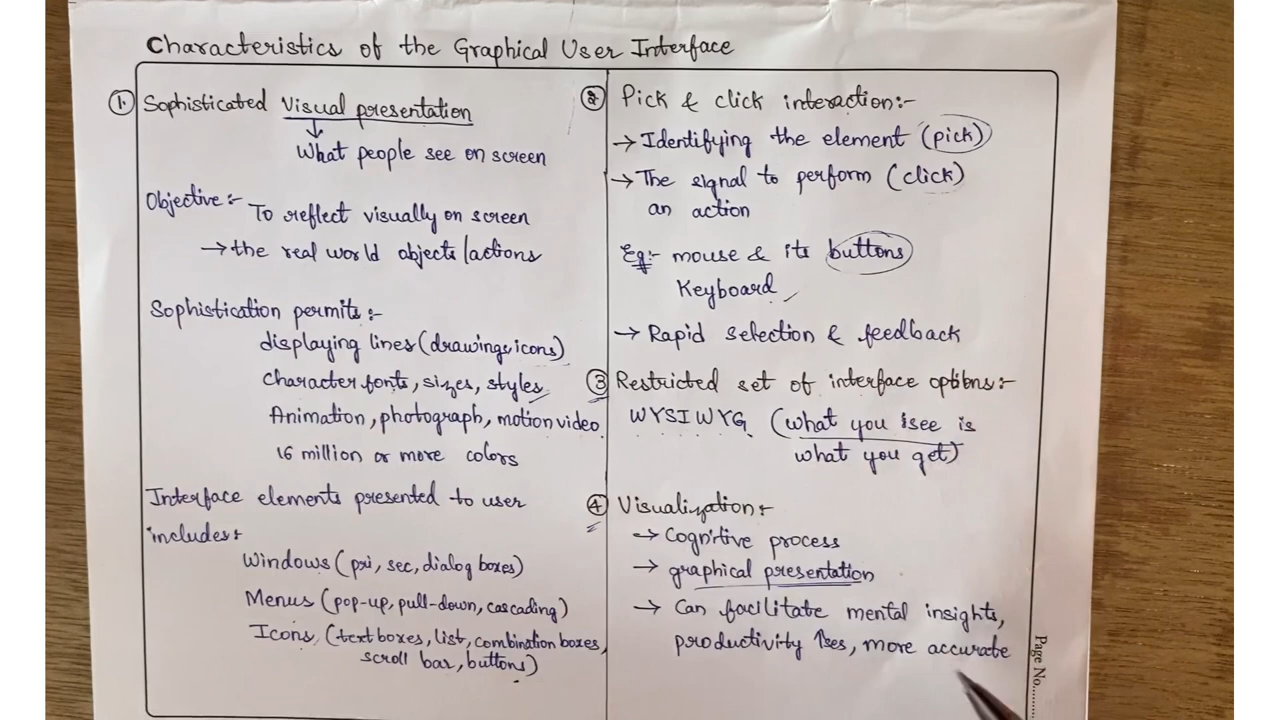 Characteristics of the Graphical User Interface
① Sophisticated Visual presentation
What people see on screen
Objective:-
To reflect visually on screen
→ the real world objects/actions
Sophistication permits:-
displaying lines (drawings, icons)
character fonts, sizes, styles
Animation, photograph, motion video
16 million or more colors
Interface elements presented to user
includes:
Windows (pri, sec, dialog boxes)
Menus (pop-up, pull-down, cascading)
Icons, (text boxes, list, combination boxes,
scroll bar, buttons)
② Pick & click interaction:-
→ Identifying the element (pick)
→ The signal to perform (click)
an action
Eg:- mouse & its buttons
Keyboard
→ Rapid selection & feedback
③ Restricted set of interface options:-
WYSIWYG (what you see is
what you get)
④ Visualization:
→ Cognitive process
→ graphical presentation
→ Can facilitate mental insights,
productivity ↑ses, more accurate
Page No.........